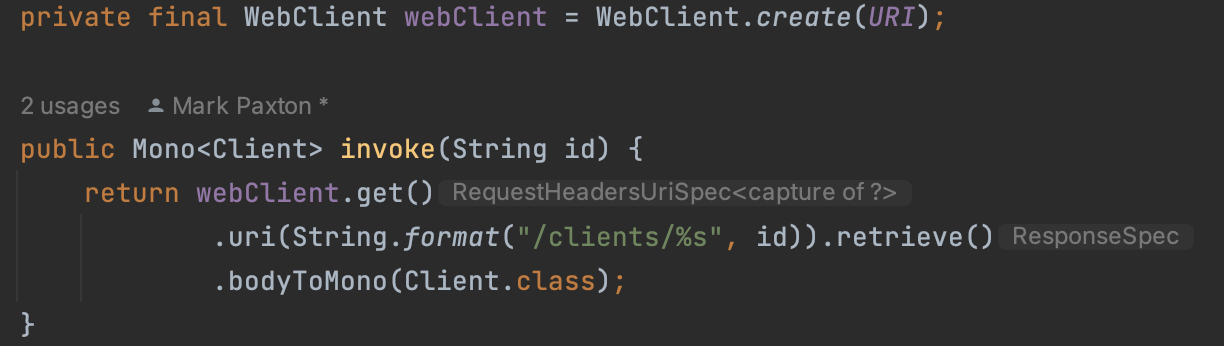 private final WebClient webClient = WebClient.create(URI);
2 usages Mark Paxton *
public Mono<Client> invoke(String id) {
return webClient.get() RequestHeadersUriSpec<capture of ?>
.uri(String.format("/clients/%s", id)).retrieve() ResponseSpec
.bodyToMono(Client.class);
}